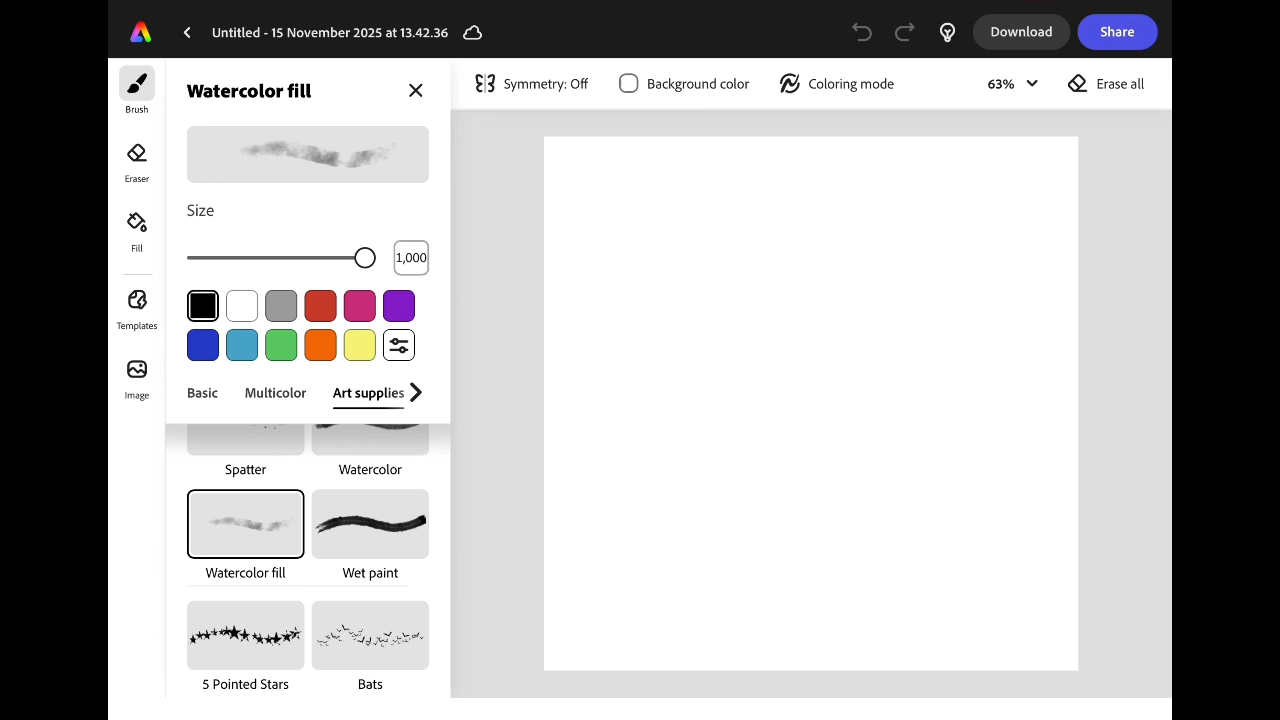 Untitled - 15 November 2025 at 13.42.36
Download
Share
Brush
Eraser
Fill
Templates
Image
Watercolor fill
Size
1,000
Basic Multicolor Art supplies
Spatter Watercolor
Watercolor fill Wet paint
5 Pointed Stars Bats
Symmetry: Off Background color Coloring mode 63% Erase all